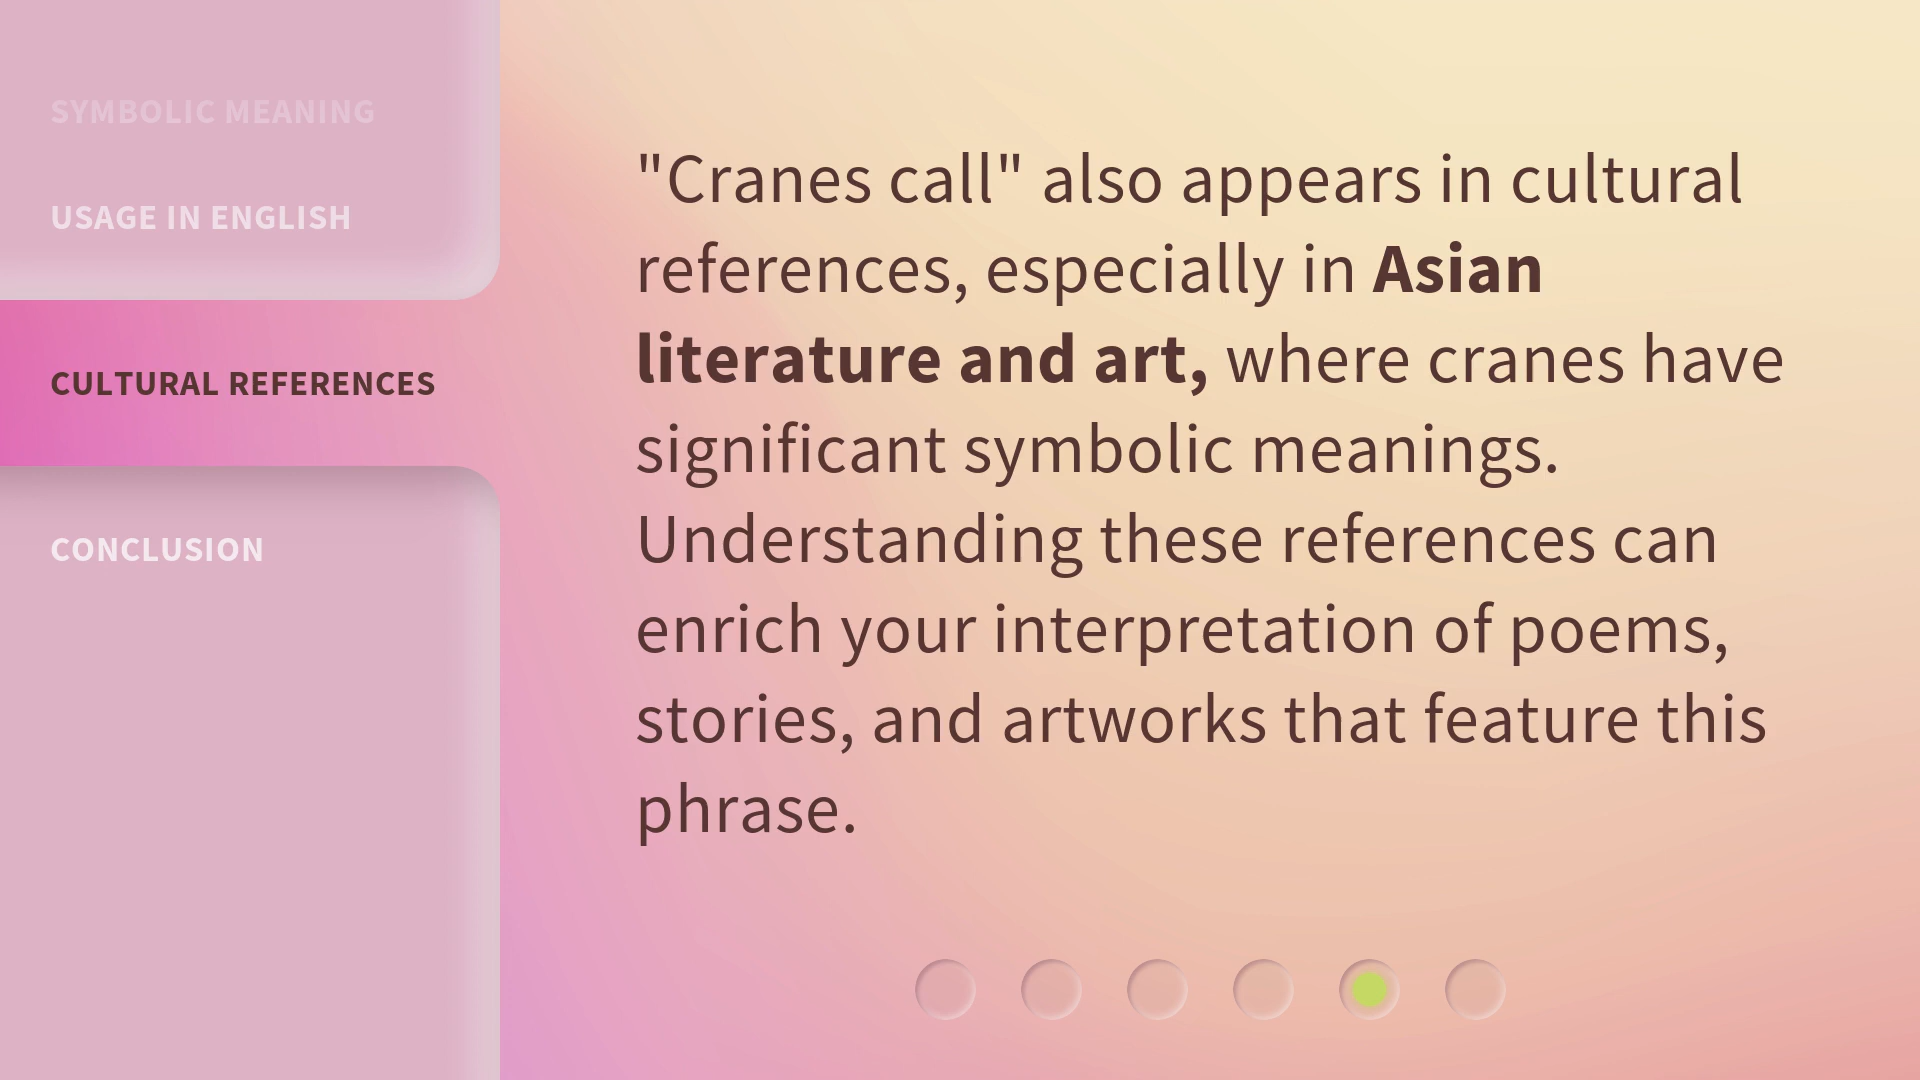 SYMBOLIC MEANING
USAGE IN ENGLISH
CULTURAL REFERENCES
CONCLUSION
"Cranes call" also appears in cultural
references, especially in Asian
literature and art, where cranes have
significant symbolic meanings.
Understanding these references can
enrich your interpretation of poems,
stories, and artworks that feature this
phrase.